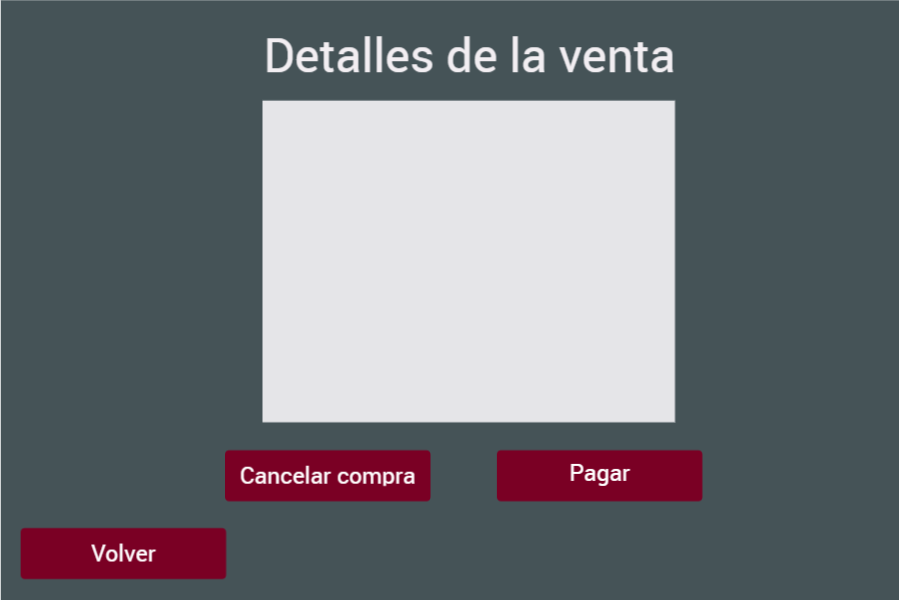 Detalles de la venta
Cancelar compra
Pagar
Volver